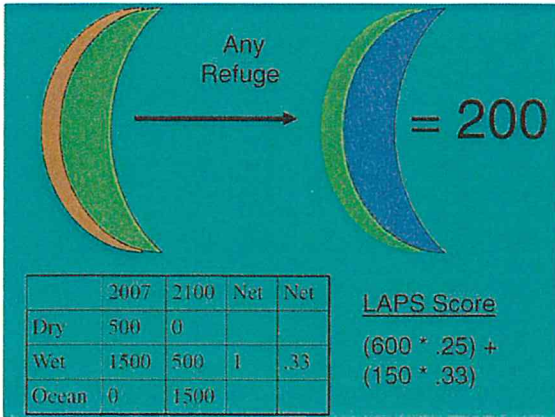 Any
Refuge
= 200
2007 2100 Net Net
Dry 500 0
Wet 1500 500 1 .33
Ocean 0 1500
LAPS Score
(600 * .25) +
(150 * .33)